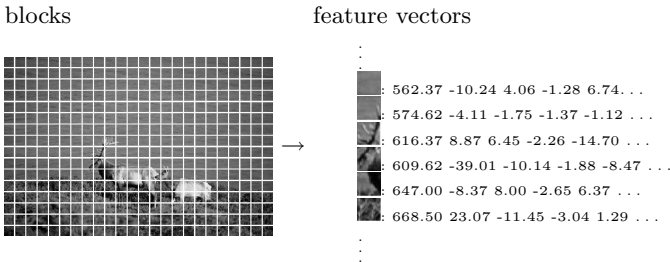 blocks
feature vectors
: 562.37 -10.24 4.06 -1.28 6.74. . .
: 574.62 -4.11 -1.75 -1.37 -1.12 . . .
: 616.37 8.87 6.45 -2.26 -14.70 . . .
: 609.62 -39.01 -10.14 -1.88 -8.47 . . .
: 647.00 -8.37 8.00 -2.65 6.37 . . .
: 668.50 23.07 -11.45 -3.04 1.29 . . .